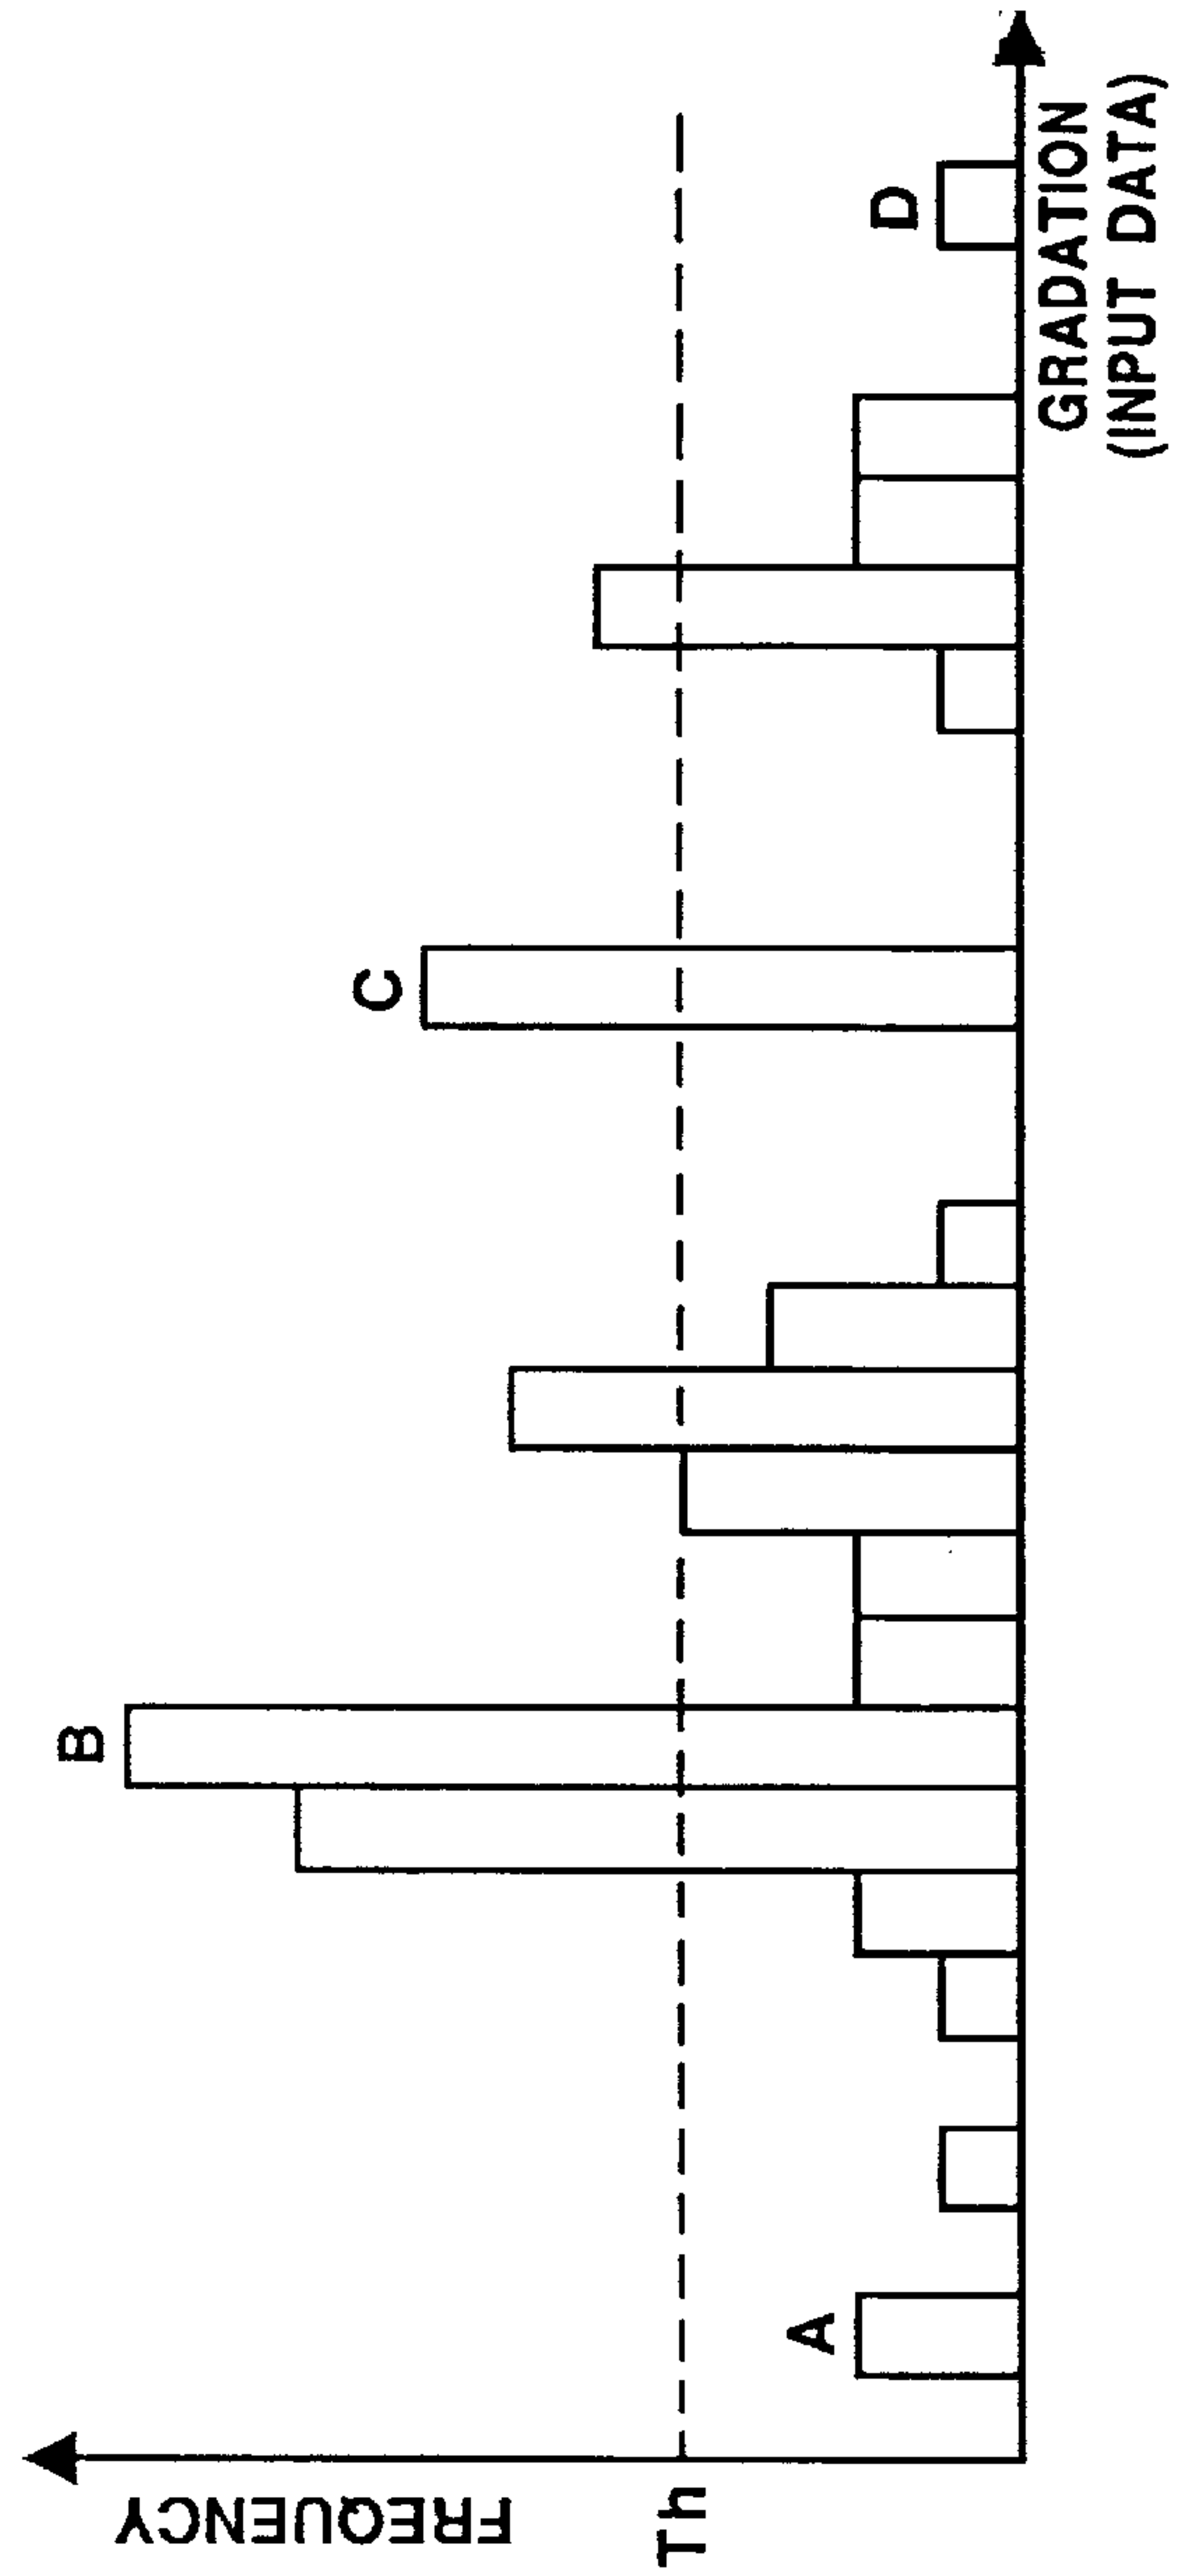 FREQUENCY
Th
A
B
C
D
GRADATION
(INPUT DATA)